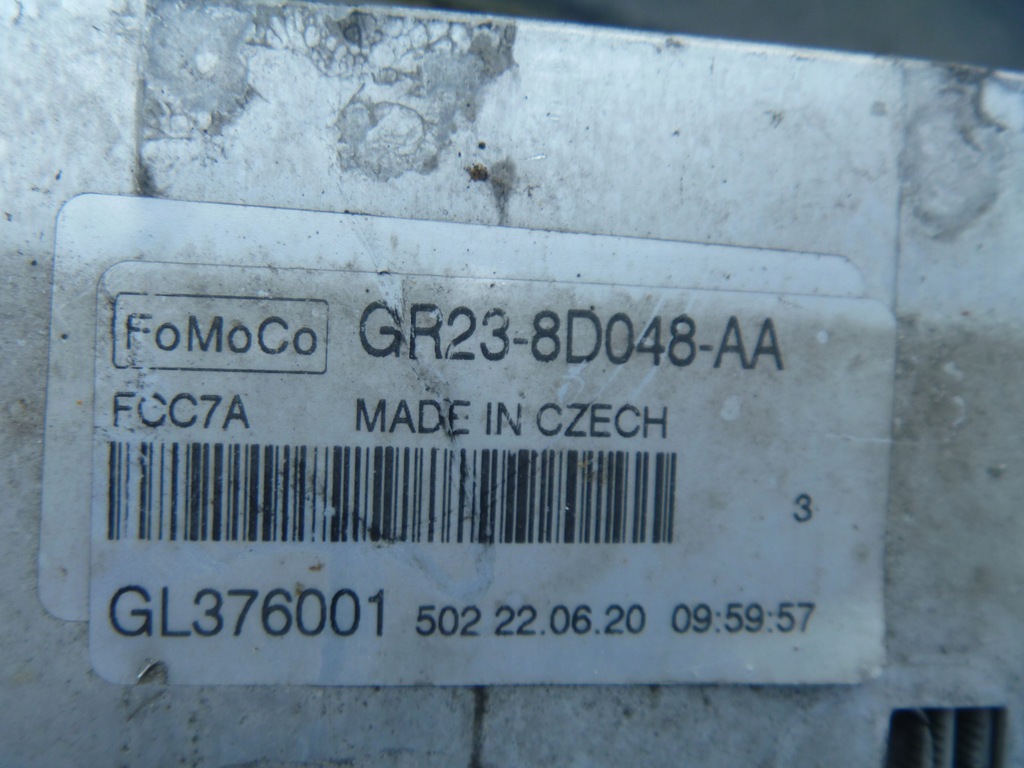 FoMoCo GR23-8D048-AA
FCC7A MADE IN CZECH
3
GL376001 502 22.06.20 09:59:57